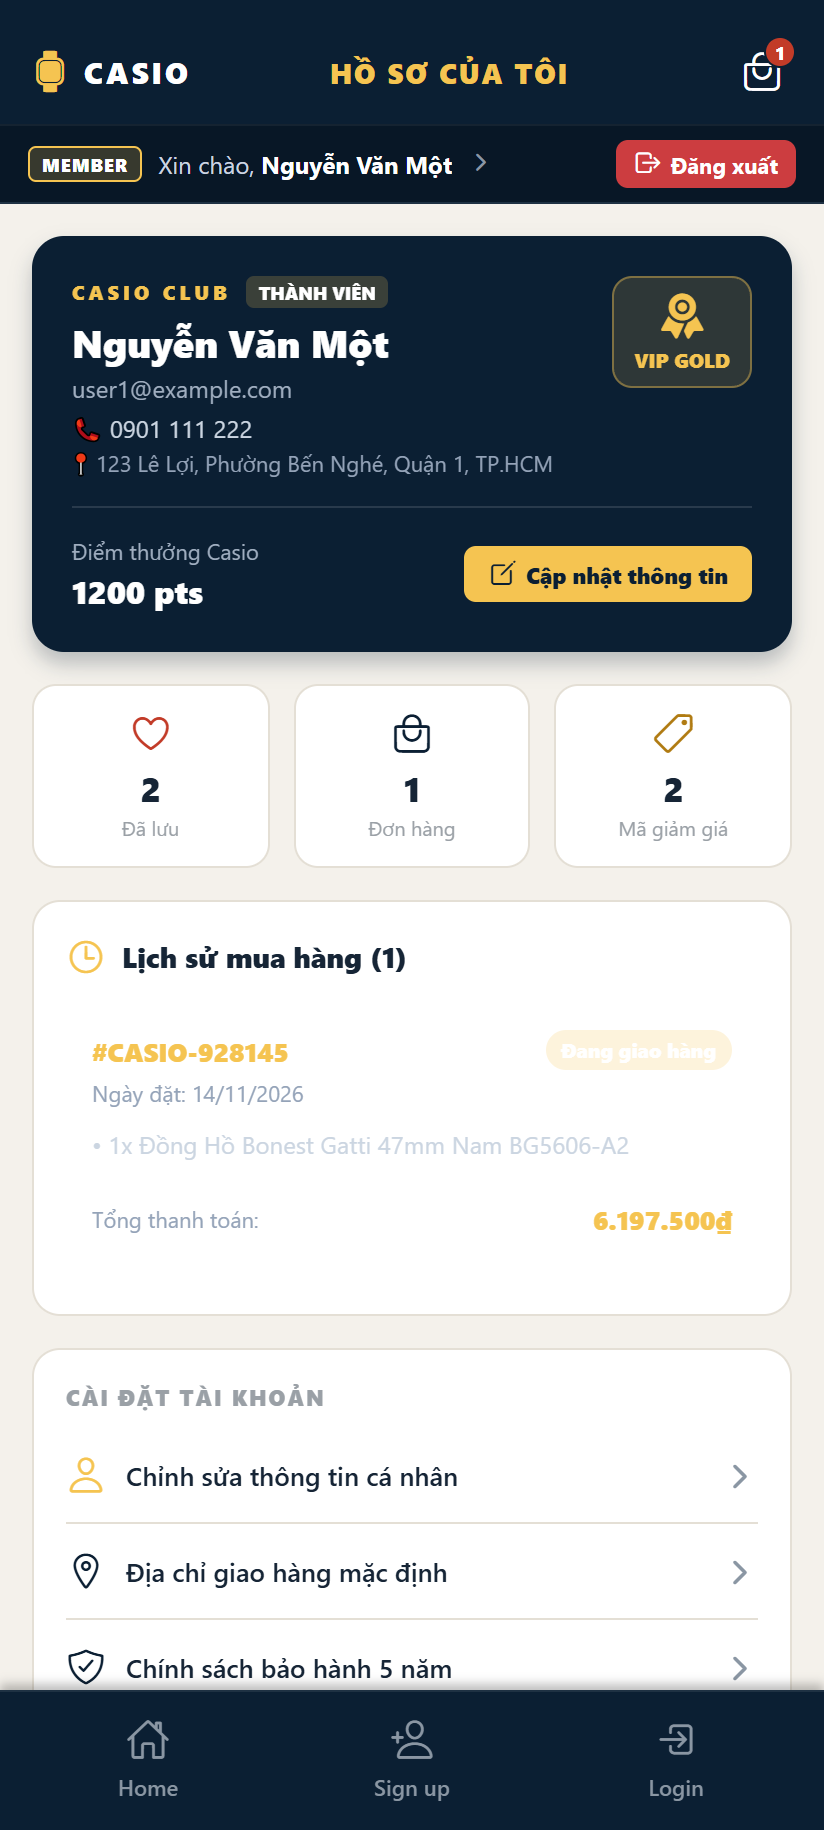 CASIO
HỒ SƠ CỦA TÔI
1
MEMBER
Xin chào, Nguyễn Văn Một
Đăng xuất
CASIO CLUB
THÀNH VIÊN
Nguyễn Văn Một
user1@example.com
0901 111 222
123 Lê Lợi, Phường Bến Nghé, Quận 1, TP.HCM
VIP GOLD
Điểm thưởng Casio
1200 pts
Cập nhật thông tin
2
Đã lưu
1
Đơn hàng
2
Mã giảm giá
Lịch sử mua hàng (1)
#CASIO-928145
Đang giao hàng
Ngày đặt: 14/11/2026
• 1x Đồng Hồ Bonest Gatti 47mm Nam BG5606-A2
Tổng thanh toán:
6.197.500₫
CÀI ĐẶT TÀI KHOẢN
Chỉnh sửa thông tin cá nhân
Địa chỉ giao hàng mặc định
Chính sách bảo hành 5 năm
Home
Sign up
Login